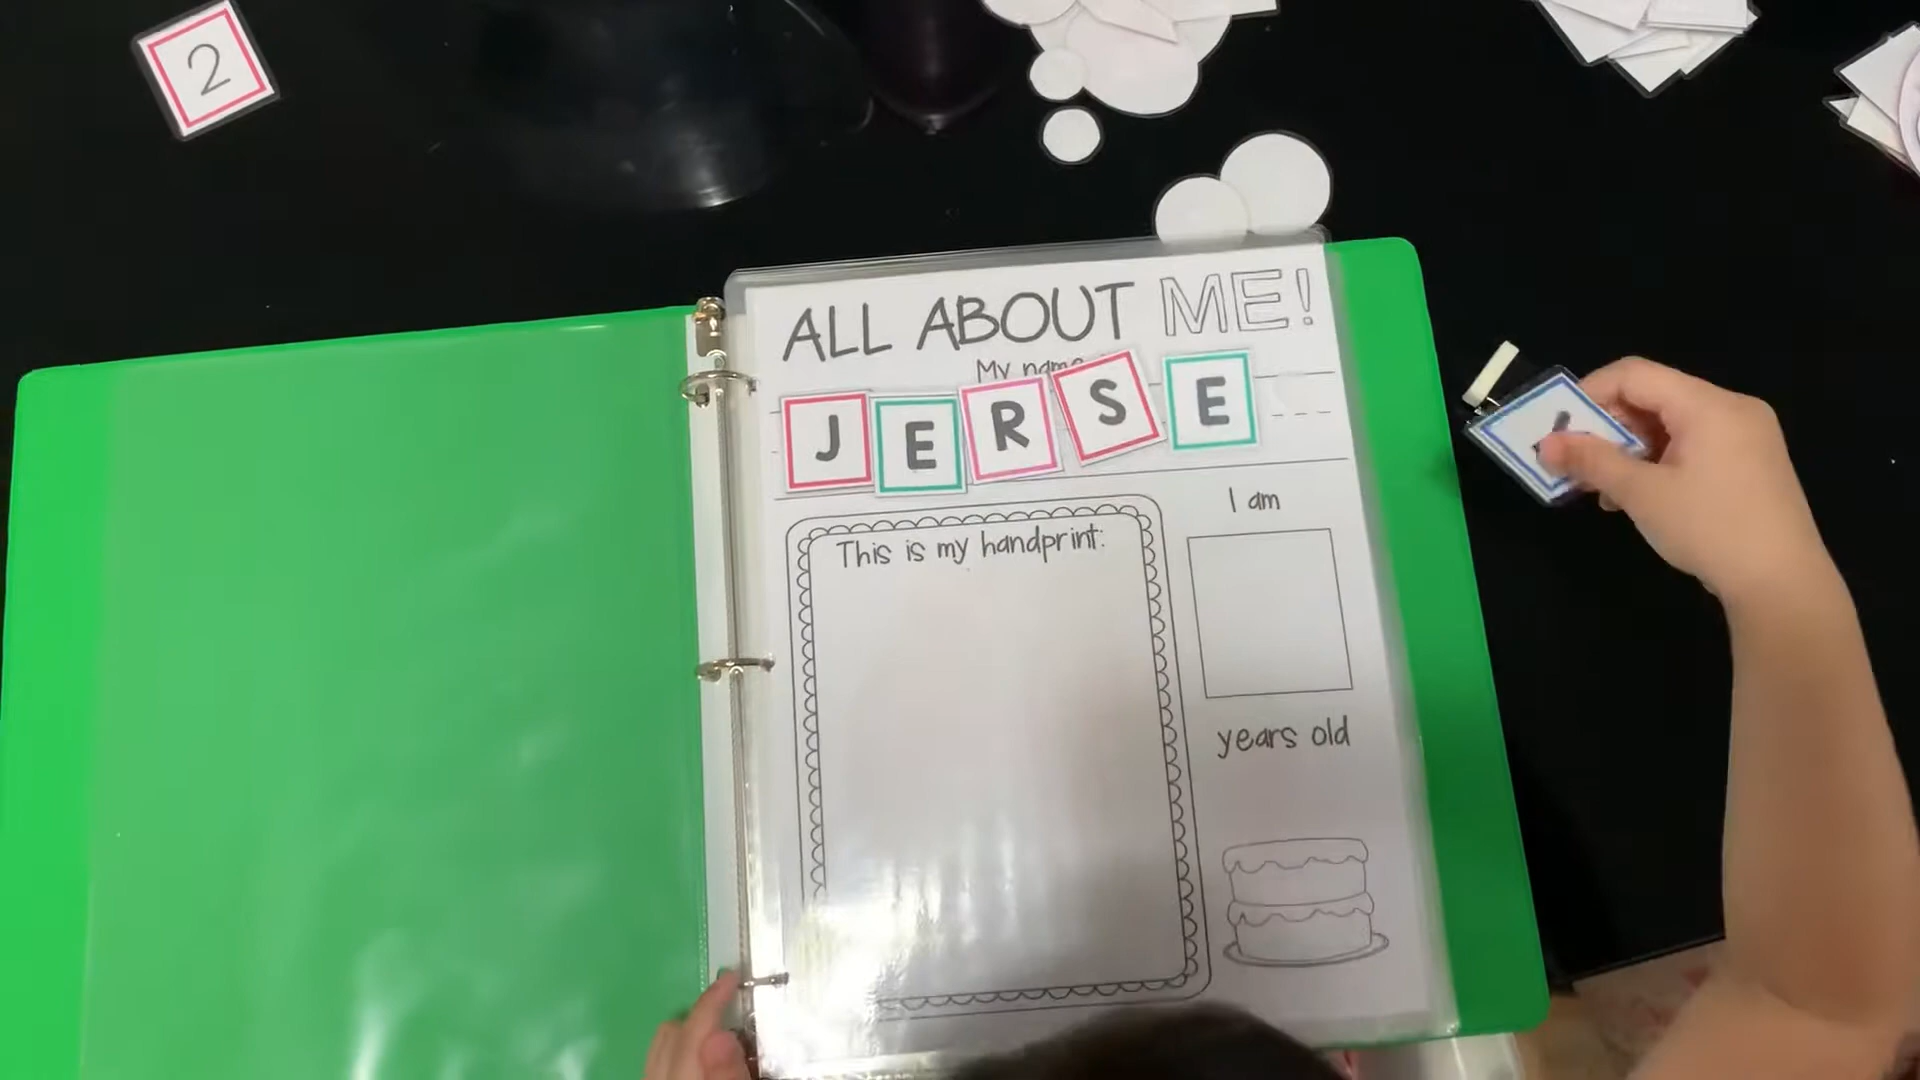 2
ALL ABOUT ME!
My name
J E R S E
I am
This is my handprint:
years old